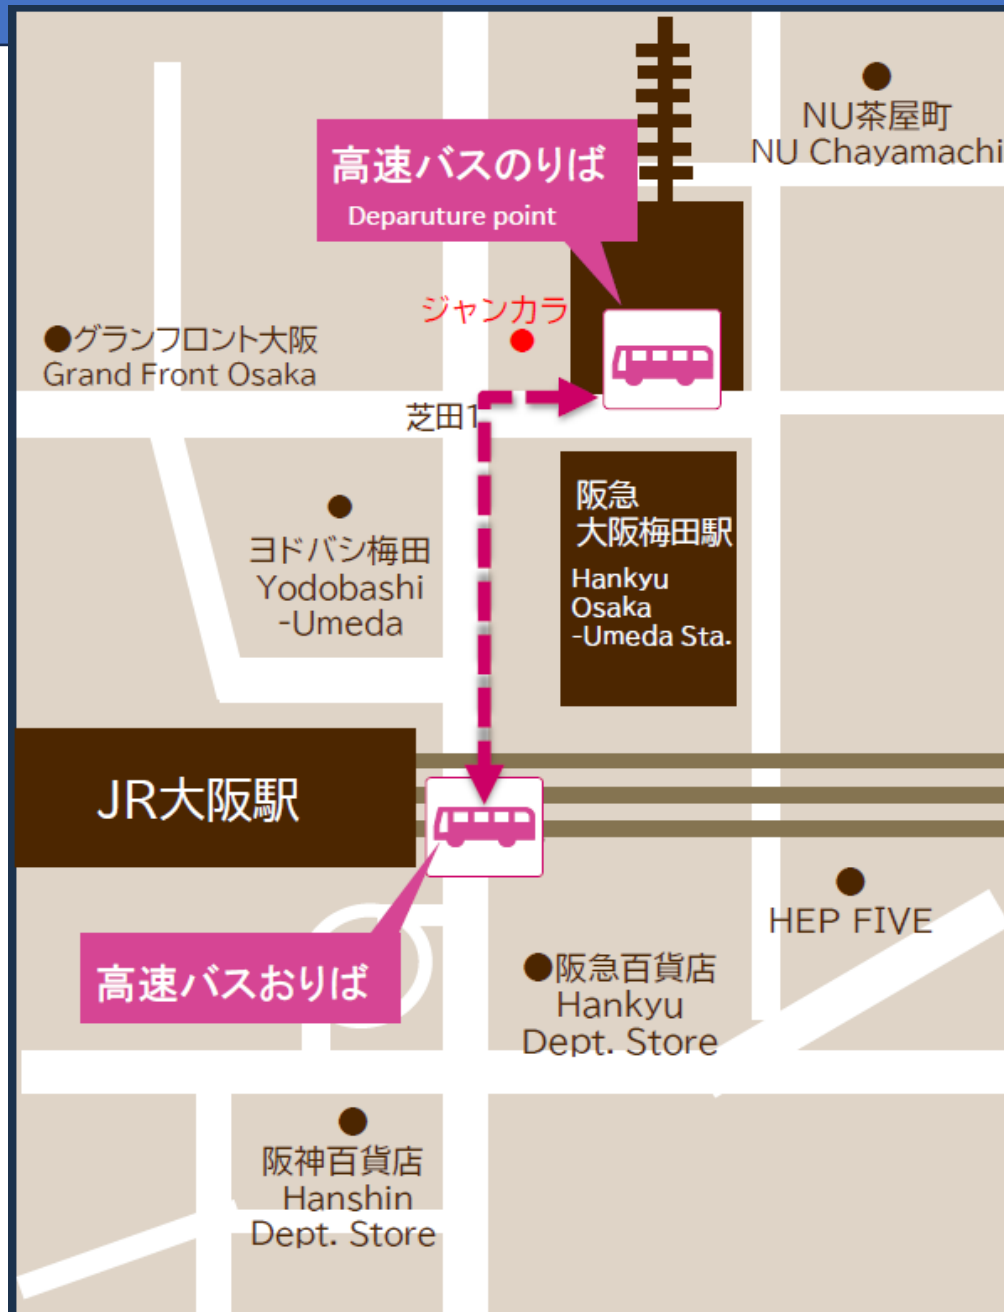 NU茶屋町
NU Chayamachi
高速バスのりば
Deparuture point
ジャンカラ
グランフロント大阪
Grand Front Osaka
芝田1
阪急
大阪梅田駅
Hankyu
Osaka
-Umeda Sta.
ヨドバシ梅田
Yodobashi
-Umeda
JR大阪駅
HEP FIVE
高速バスおりば
阪急百貨店
Hankyu
Dept. Store
阪神百貨店
Hanshin
Dept. Store